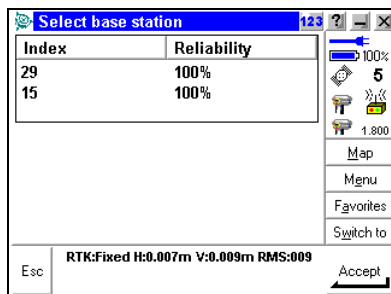 Select base station 123 ? X
Index Reliability
100%
29 100%
5
15 100%
1.800
Map
Menu
Favorites
Switch to
RTK:Fixed H:0.007m V:0.009m RMS:009
Esc Accept